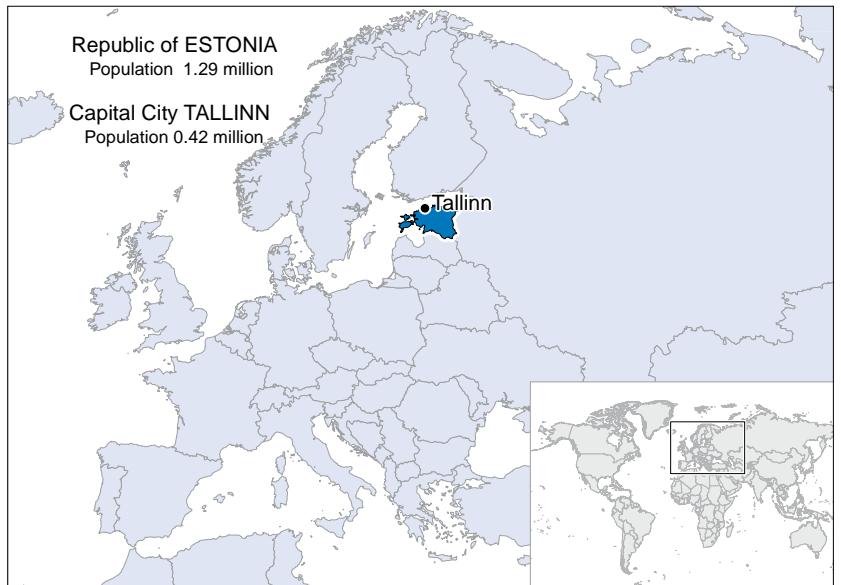 Republic of ESTONIA
Population 1.29 million
Capital City TALLINN
Population 0.42 million
Tallinn